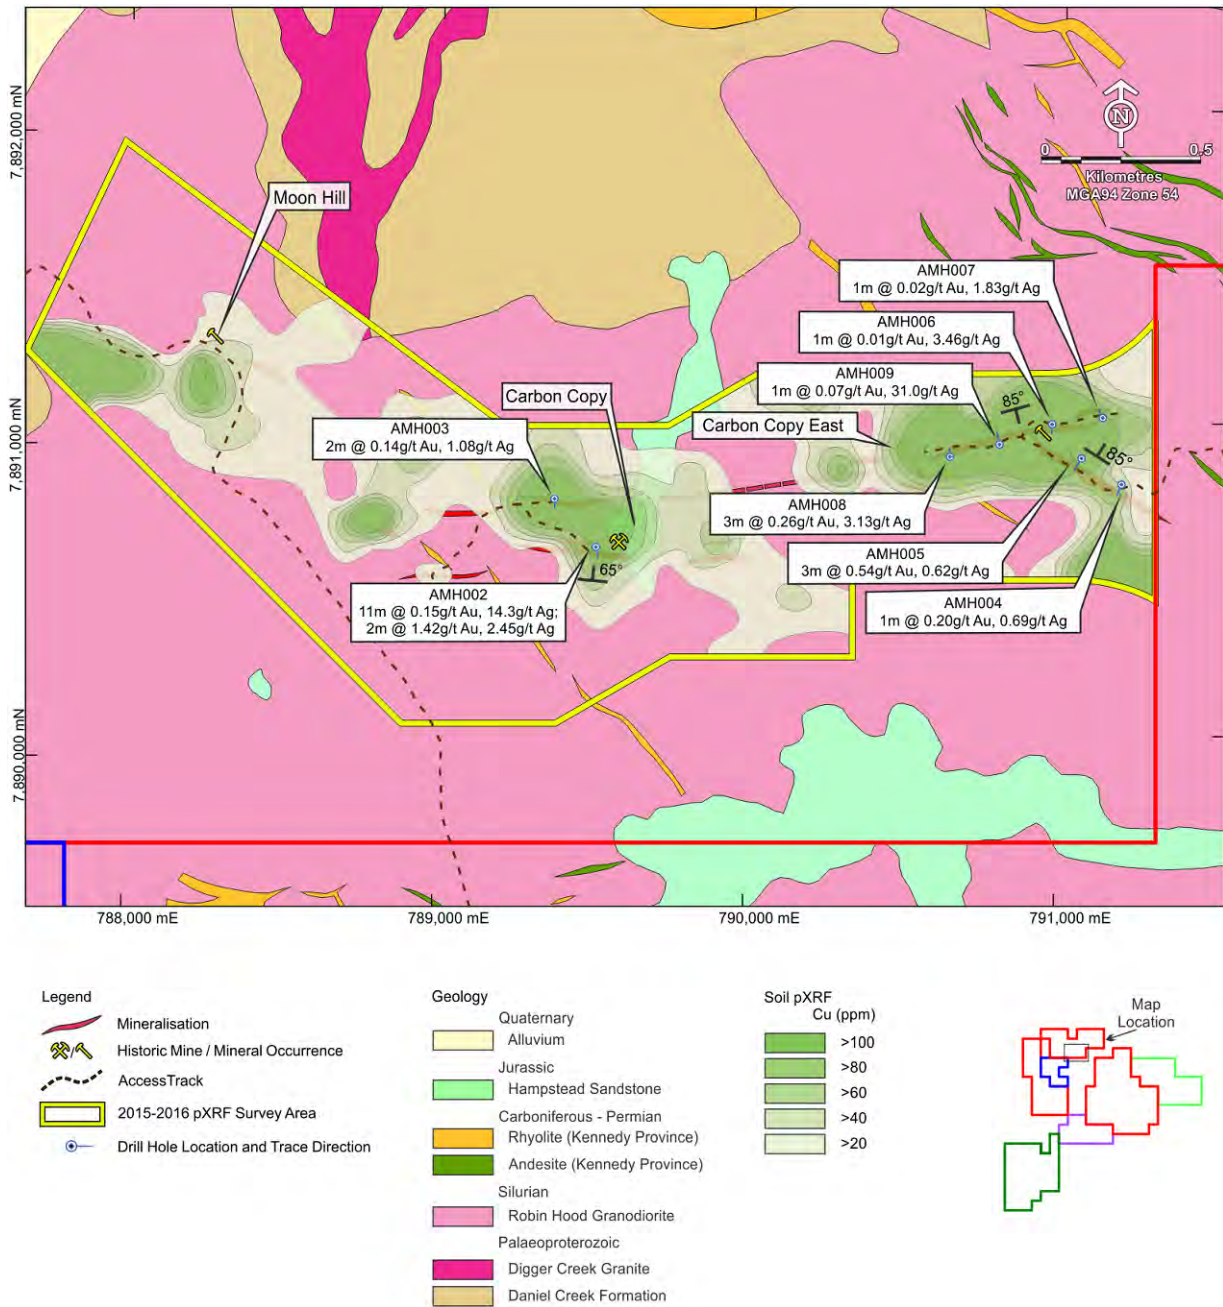 7,892,000 mN
7,891,000 mN
7,890,000 mN
N
0 0.5
Kilometres
MGA94 Zone 54
Moon Hill
AMH007
1m @ 0.02g/t Au, 1.83g/t Ag
AMH006
1m @ 0.01g/t Au, 3.46g/t Ag
AMH009
1m @ 0.07g/t Au, 31.0g/t Ag
85°
Carbon Copy
Carbon Copy East
AMH003
2m @ 0.14g/t Au, 1.08g/t Ag
85°
AMH008
3m @ 0.26g/t Au, 3.13g/t Ag
AMH005
3m @ 0.54g/t Au, 0.62g/t Ag
65°
AMH002
11m @ 0.15g/t Au, 14.3g/t Ag;
2m @ 1.42g/t Au, 2.45g/t Ag
AMH004
1m @ 0.20g/t Au, 0.69g/t Ag
788,000 mE
789,000 mE
790,000 mE
791,000 mE
Legend
Mineralisation
Historic Mine / Mineral Occurrence
AccessTrack
2015-2016 pXRF Survey Area
Drill Hole Location and Trace Direction
Geology
Quaternary
Alluvium
Jurassic
Hampstead Sandstone
Carboniferous - Permian
Rhyolite (Kennedy Province)
Andesite (Kennedy Province)
Silurian
Robin Hood Granodiorite
Palaeoproterozoic
Digger Creek Granite
Daniel Creek Formation
Soil pXRF
Cu (ppm)
>100
>80
>60
>40
>20
Map
Location